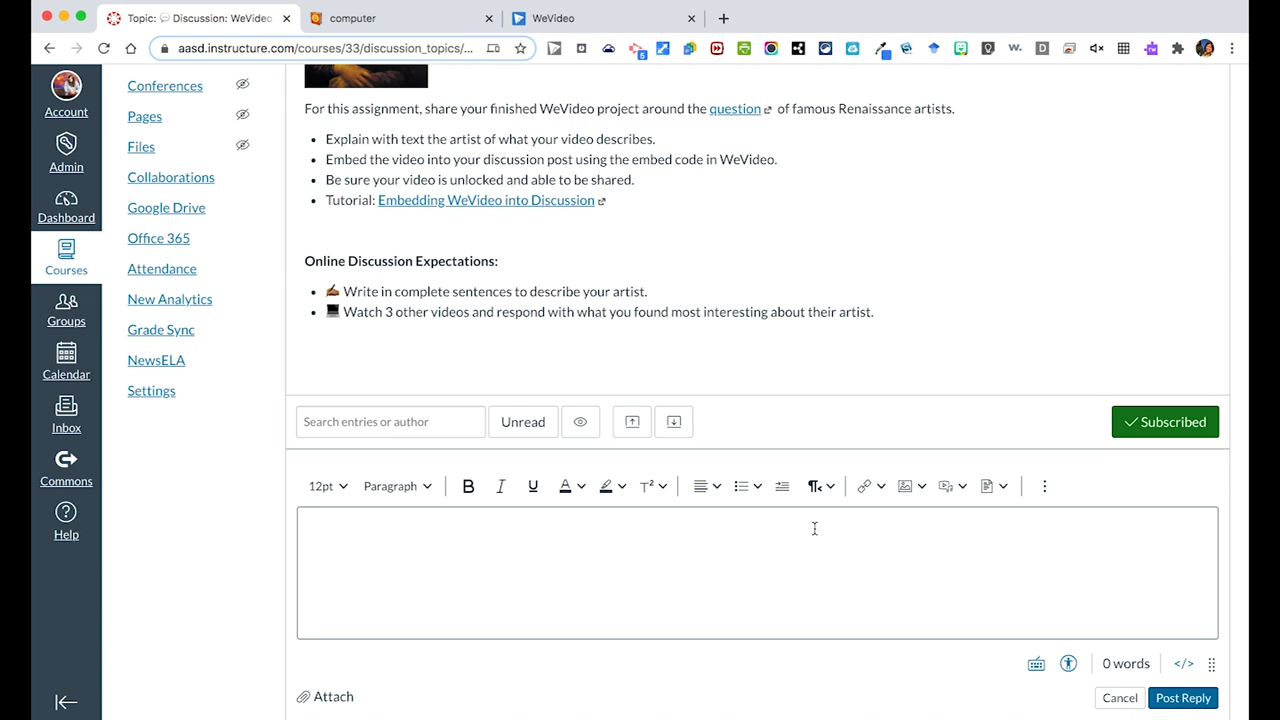 Topic: 💬 Discussion: WeVideo
computer
WeVideo
aasd.instructure.com/courses/33/discussion_topics/...
5
W.
D
Account
Admin
Dashboard
Courses
Groups
Calendar
Inbox
Commons
Help
Conferences
Pages
Files
Collaborations
Google Drive
Office 365
Attendance
New Analytics
Grade Sync
NewsELA
Settings
For this assignment, share your finished WeVideo project around the question of famous Renaissance artists.
Explain with text the artist of what your video describes.
Embed the video into your discussion post using the embed code in WeVideo.
Be sure your video is unlocked and able to be shared.
Tutorial: Embedding WeVideo into Discussion
Online Discussion Expectations:
✍🏾 Write in complete sentences to describe your artist.
💻 Watch 3 other videos and respond with what you found most interesting about their artist.
Search entries or author
Unread
Subscribed
12pt
Paragraph
B I U A T²
0 words
</>
Attach
Cancel
Post Reply